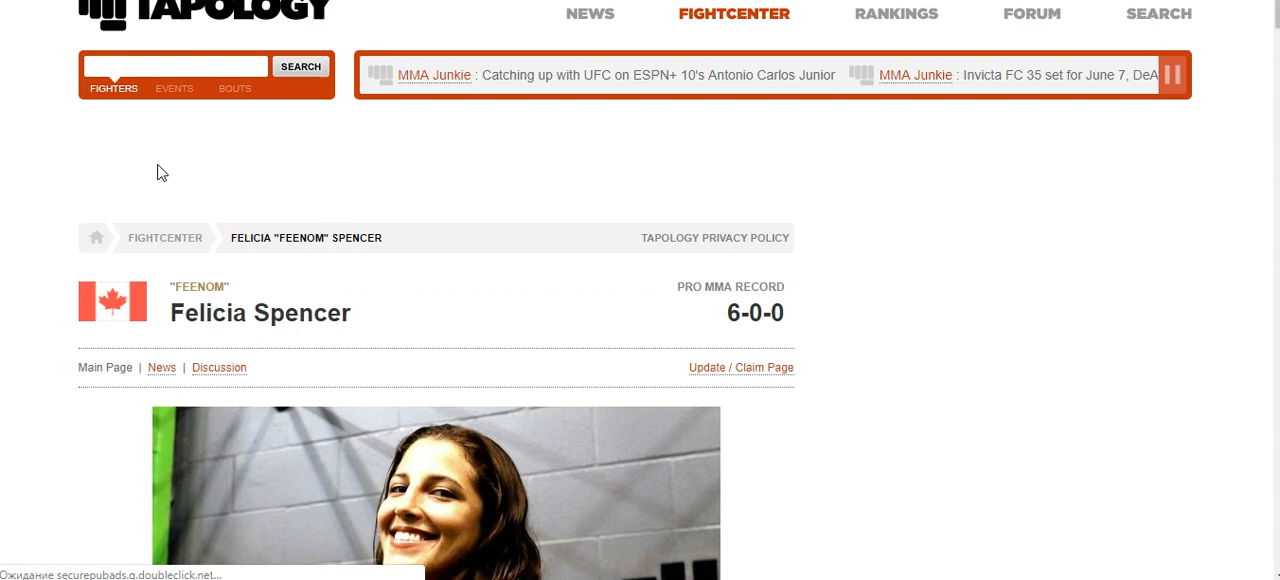 TAPOLOGY
NEWS FIGHTCENTER RANKINGS FORUM SEARCH
SEARCH
MMA Junkie : Catching up with UFC on ESPN+ 10's Antonio Carlos Junior MMA Junkie : Invicta FC 35 set for June 7, DeA
FIGHTERS EVENTS BOUTS
FIGHTCENTER FELICIA "FEENOM" SPENCER TAPOLOGY PRIVACY POLICY
"FEENOM" PRO MMA RECORD
Felicia Spencer 6-0-0
Main Page | News | Discussion Update / Claim Page
Ожидание securepubads.g.doubleclick.net...